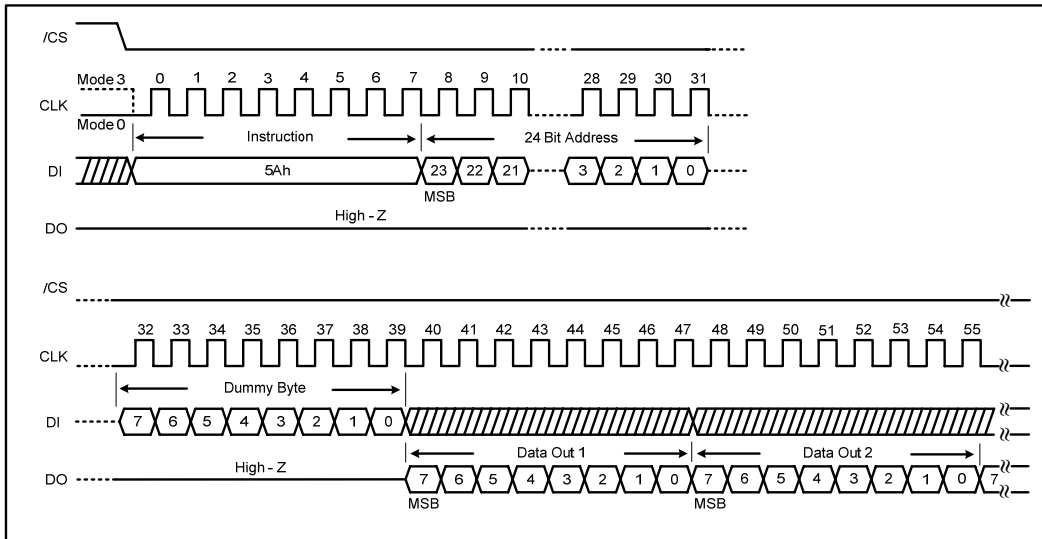 /CS
Mode 3 0 1 2 3 4 5 6 7 8 9 10 28 29 30 31
CLK
Mode 0
Instruction 24 Bit Address
DI 5Ah 23 22 21 3 2 1 0
MSB
High - Z
DO
/CS
32 33 34 35 36 37 38 39 40 41 42 43 44 45 46 47 48 49 50 51 52 53 54 55
CLK
Dummy Byte
DI 7 6 5 4 3 2 1 0
High - Z Data Out 1 Data Out 2
DO 7 6 5 4 3 2 1 0 7 6 5 4 3 2 1 0 7
MSB MSB